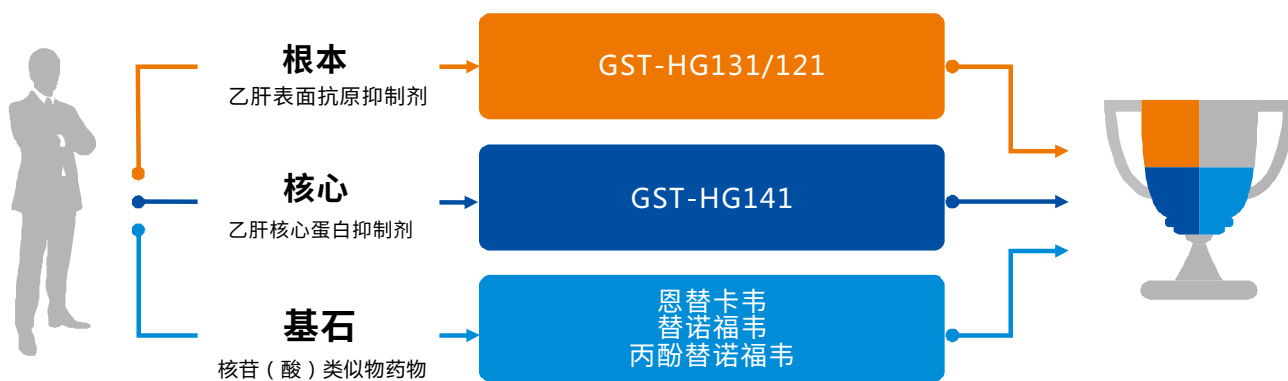 根本
乙肝表面抗原抑制剂
GST-HG131/121
核心
乙肝核心蛋白抑制剂
GST-HG141
基石
核苷（酸）类似物药物
恩替卡韦
替诺福韦
丙酚替诺福韦